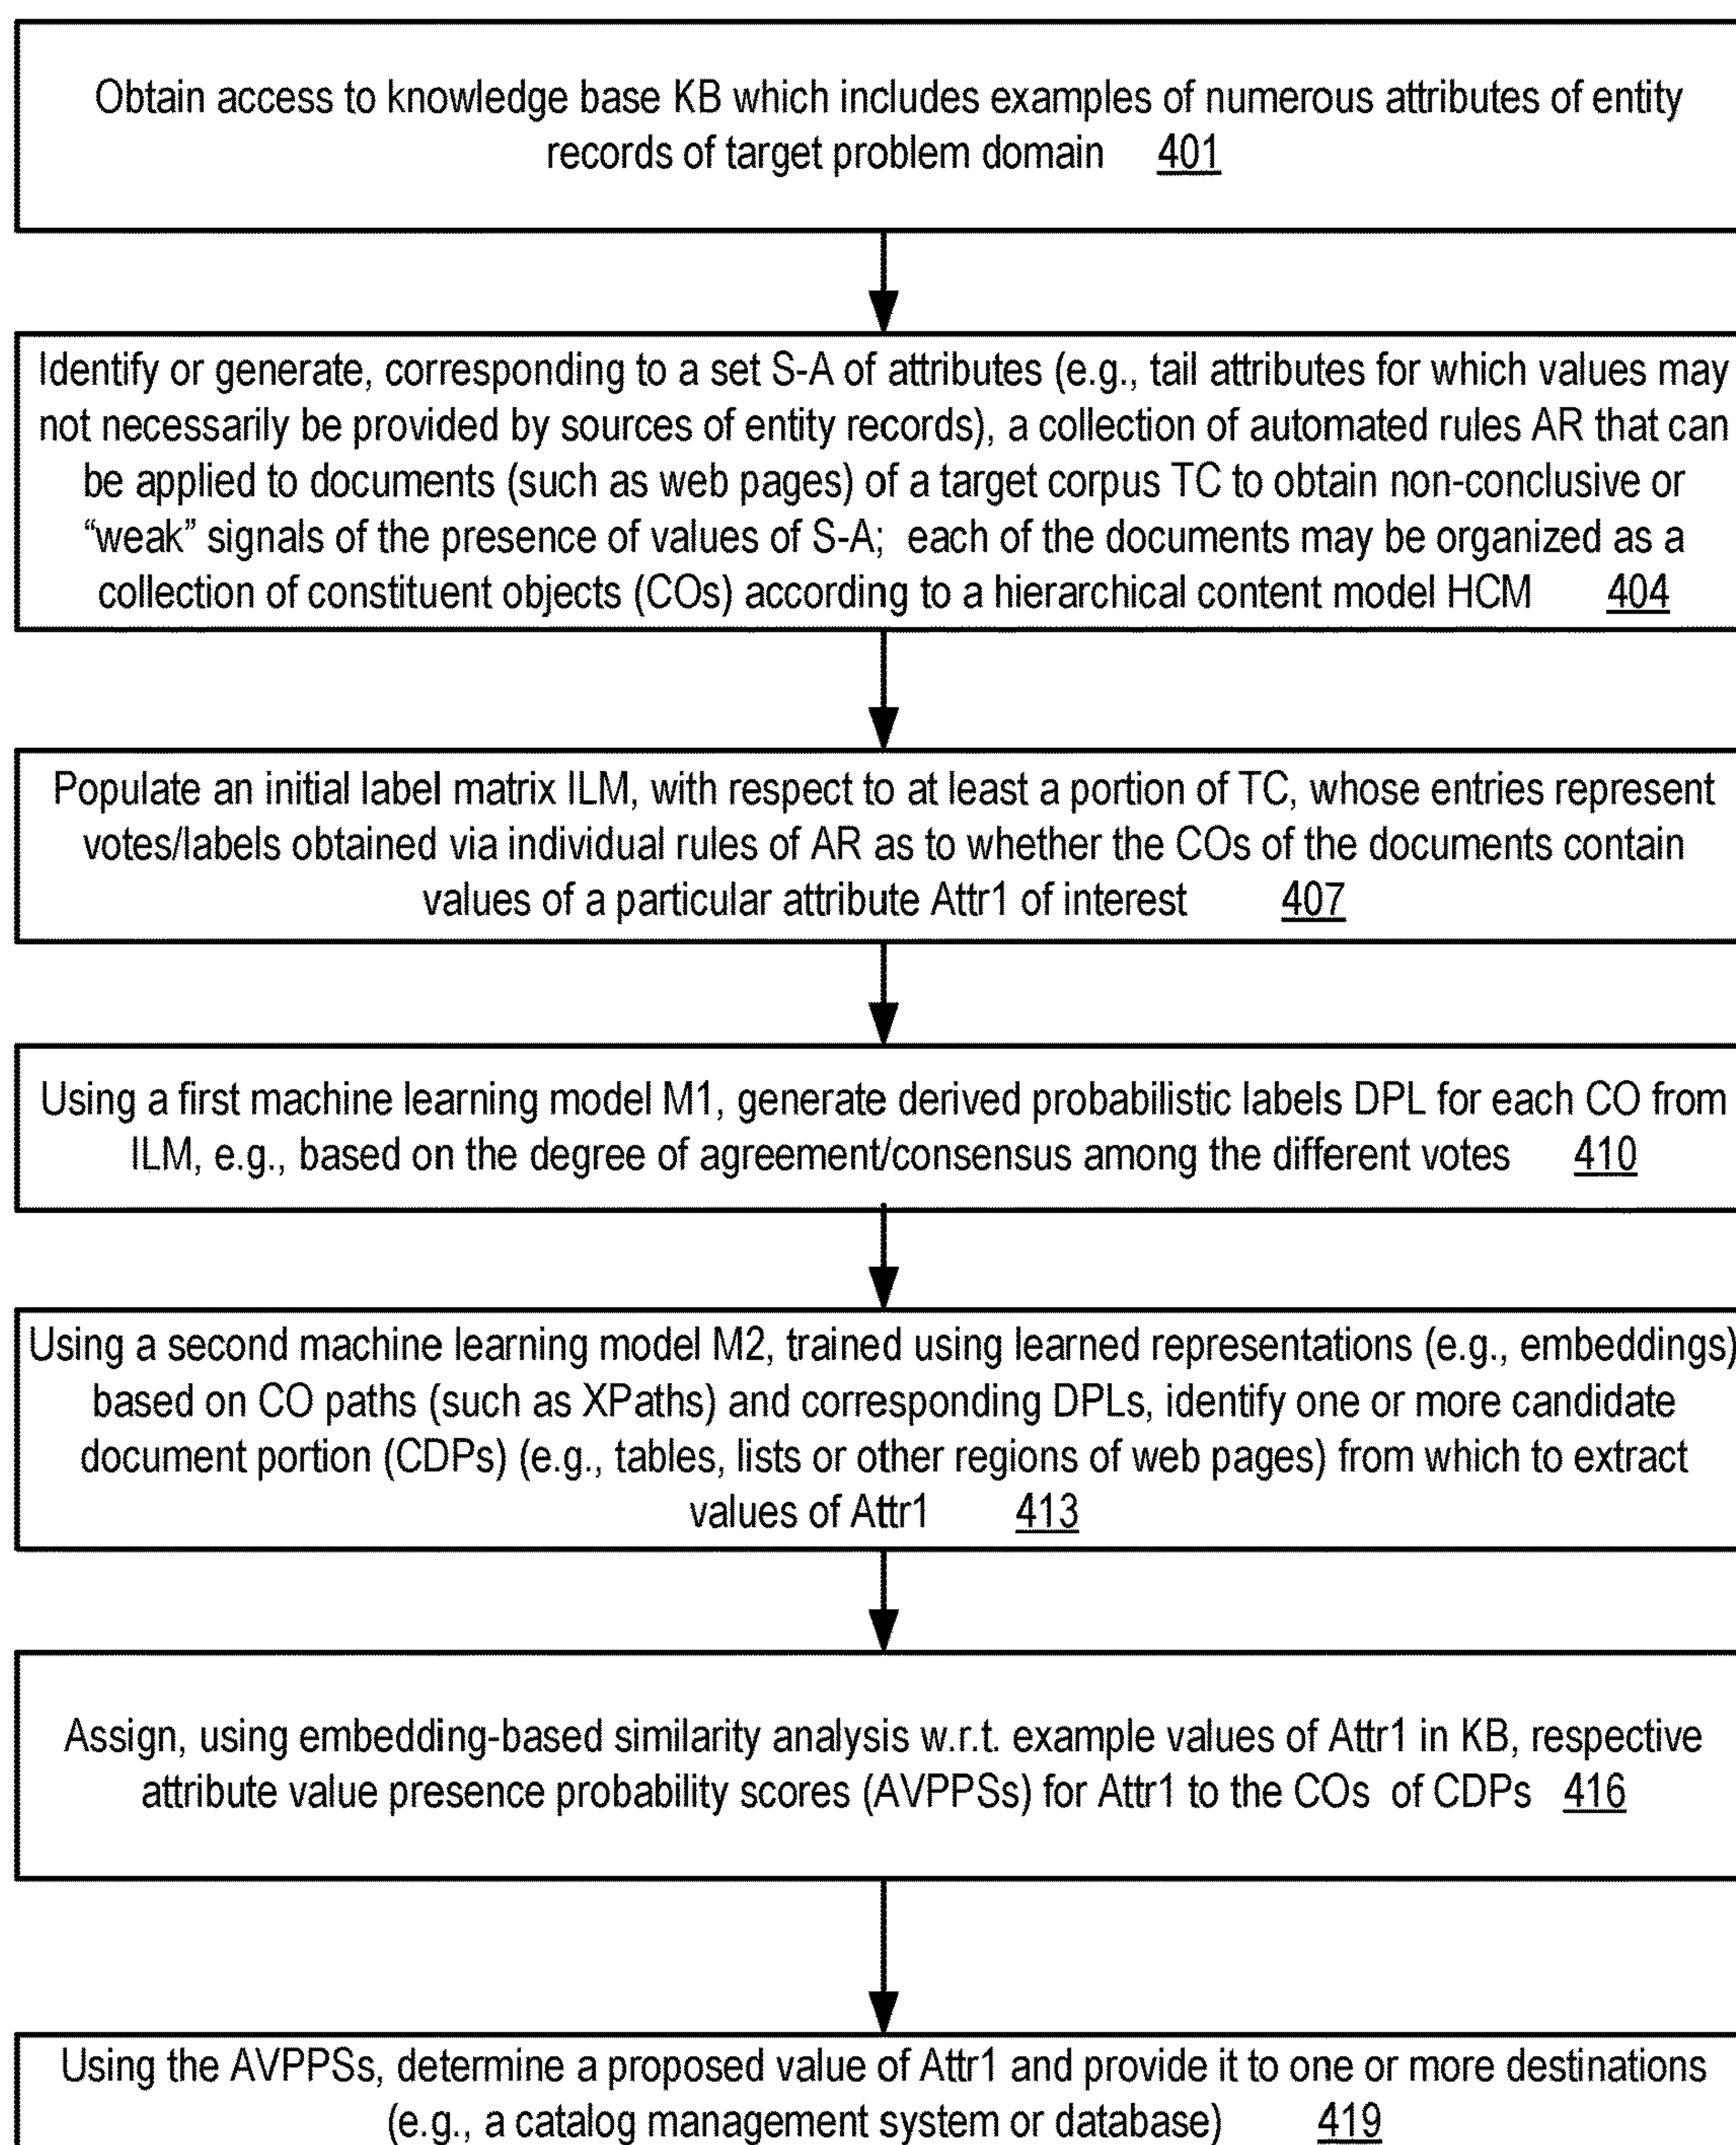 Obtain access to knowledge base KB which includes examples of numerous attributes of entity
records of target problem domain 401
Identify or generate, corresponding to a set S-A of attributes (e.g., tail attributes for which values may
not necessarily be provided by sources of entity records), a collection of automated rules AR that can
be applied to documents (such as web pages) of a target corpus TC to obtain non-conclusive or
“weak” signals of the presence of values of S-A; each of the documents may be organized as a
collection of constituent objects (COs) according to a hierarchical content model HCM 404
Populate an initial label matrix ILM, with respect to at least a portion of TC, whose entries represent
votes/labels obtained via individual rules of AR as to whether the COs of the documents contain
values of a particular attribute Attr1 of interest 407
Using a first machine learning model M1, generate derived probabilistic labels DPL for each CO from
ILM, e.g., based on the degree of agreement/consensus among the different votes 410
Using a second machine learning model M2, trained using learned representations (e.g., embeddings)
based on CO paths (such as XPaths) and corresponding DPLs, identify one or more candidate
document portion (CDPs) (e.g., tables, lists or other regions of web pages) from which to extract
values of Attr1 413
Assign, using embedding-based similarity analysis w.r.t. example values of Attr1 in KB, respective
attribute value presence probability scores (AVPPSs) for Attr1 to the COs of CDPs 416
Using the AVPPSs, determine a proposed value of Attr1 and provide it to one or more destinations
(e.g., a catalog management system or database) 419